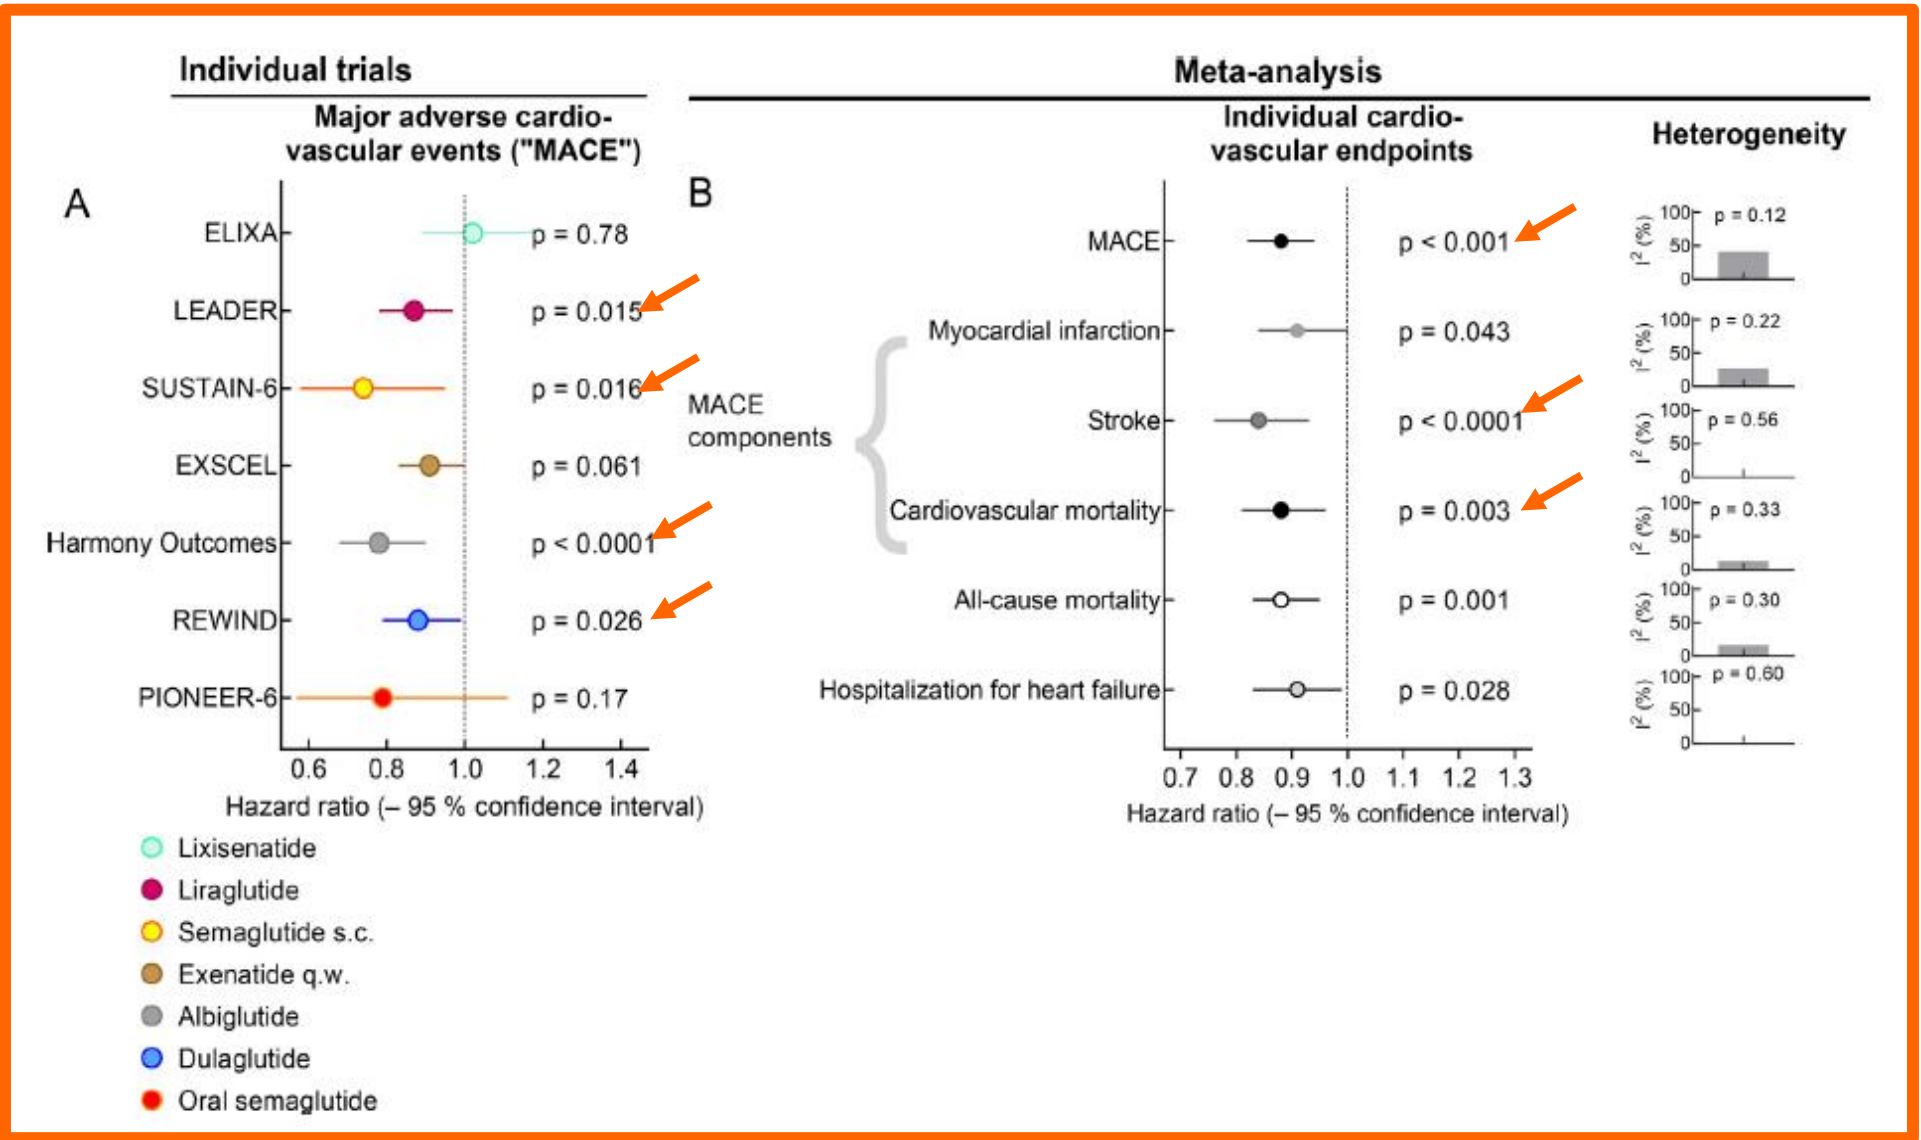 Individual trials
Major adverse cardio-
vascular events ("MACE")
A
ELIXA
p = 0.78
LEADER
p = 0.015
SUSTAIN-6
p = 0.016
EXSCEL
p = 0.061
Harmony Outcomes
p < 0.0001
REWIND
p = 0.026
PIONEER-6
p = 0.17
0.6 0.8 1.0 1.2 1.4
Hazard ratio (– 95 % confidence interval)
Lixisenatide
Liraglutide
Semaglutide s.c.
Exenatide q.w.
Albiglutide
Dulaglutide
Oral semaglutide
Meta-analysis
Individual cardio-
vascular endpoints
B
MACE
p < 0.001
Myocardial infarction
p = 0.043
MACE
components
Stroke
p < 0.0001
Cardiovascular mortality
p = 0.003
All-cause mortality
p = 0.001
Hospitalization for heart failure
p = 0.028
0.7 0.8 0.9 1.0 1.1 1.2 1.3
Hazard ratio (– 95 % confidence interval)
Heterogeneity
I² (%)
100
50
0
p = 0.12
I² (%)
100
50
0
p = 0.22
I² (%)
100
50
0
p = 0.56
I² (%)
100
50
0
p = 0.33
I² (%)
100
50
0
p = 0.30
I² (%)
100
50
0
p = 0.60